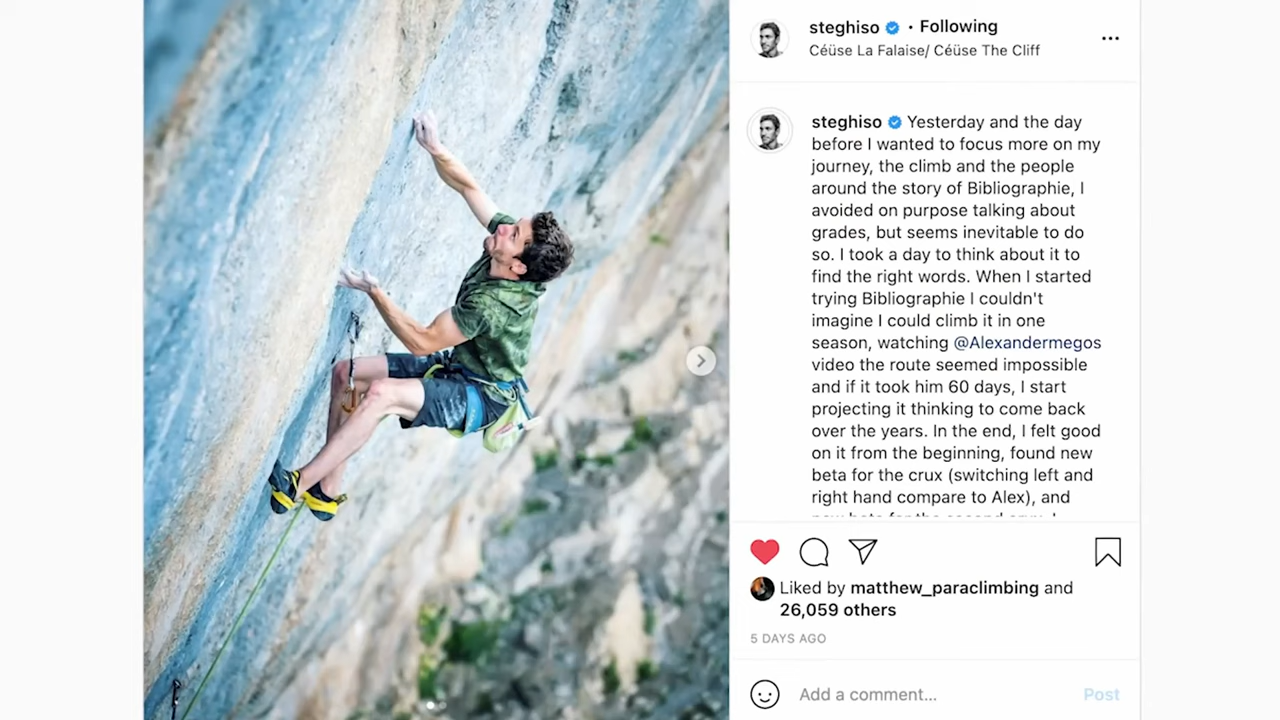 steghiso • Following
Céüse La Falaise/ Céüse The Cliff
steghiso Yesterday and the day
before I wanted to focus more on my
journey, the climb and the people
around the story of Bibliographie, I
avoided on purpose talking about
grades, but seems inevitable to do
so. I took a day to think about it to
find the right words. When I started
trying Bibliographie I couldn't
imagine I could climb it in one
season, watching @Alexandermegos
video the route seemed impossible
and if it took him 60 days, I start
projecting it thinking to come back
over the years. In the end, I felt good
on it from the beginning, found new
beta for the crux (switching left and
right hand compare to Alex), and
Liked by matthew_paraclimbing and
26,059 others
5 DAYS AGO
Add a comment...
Post